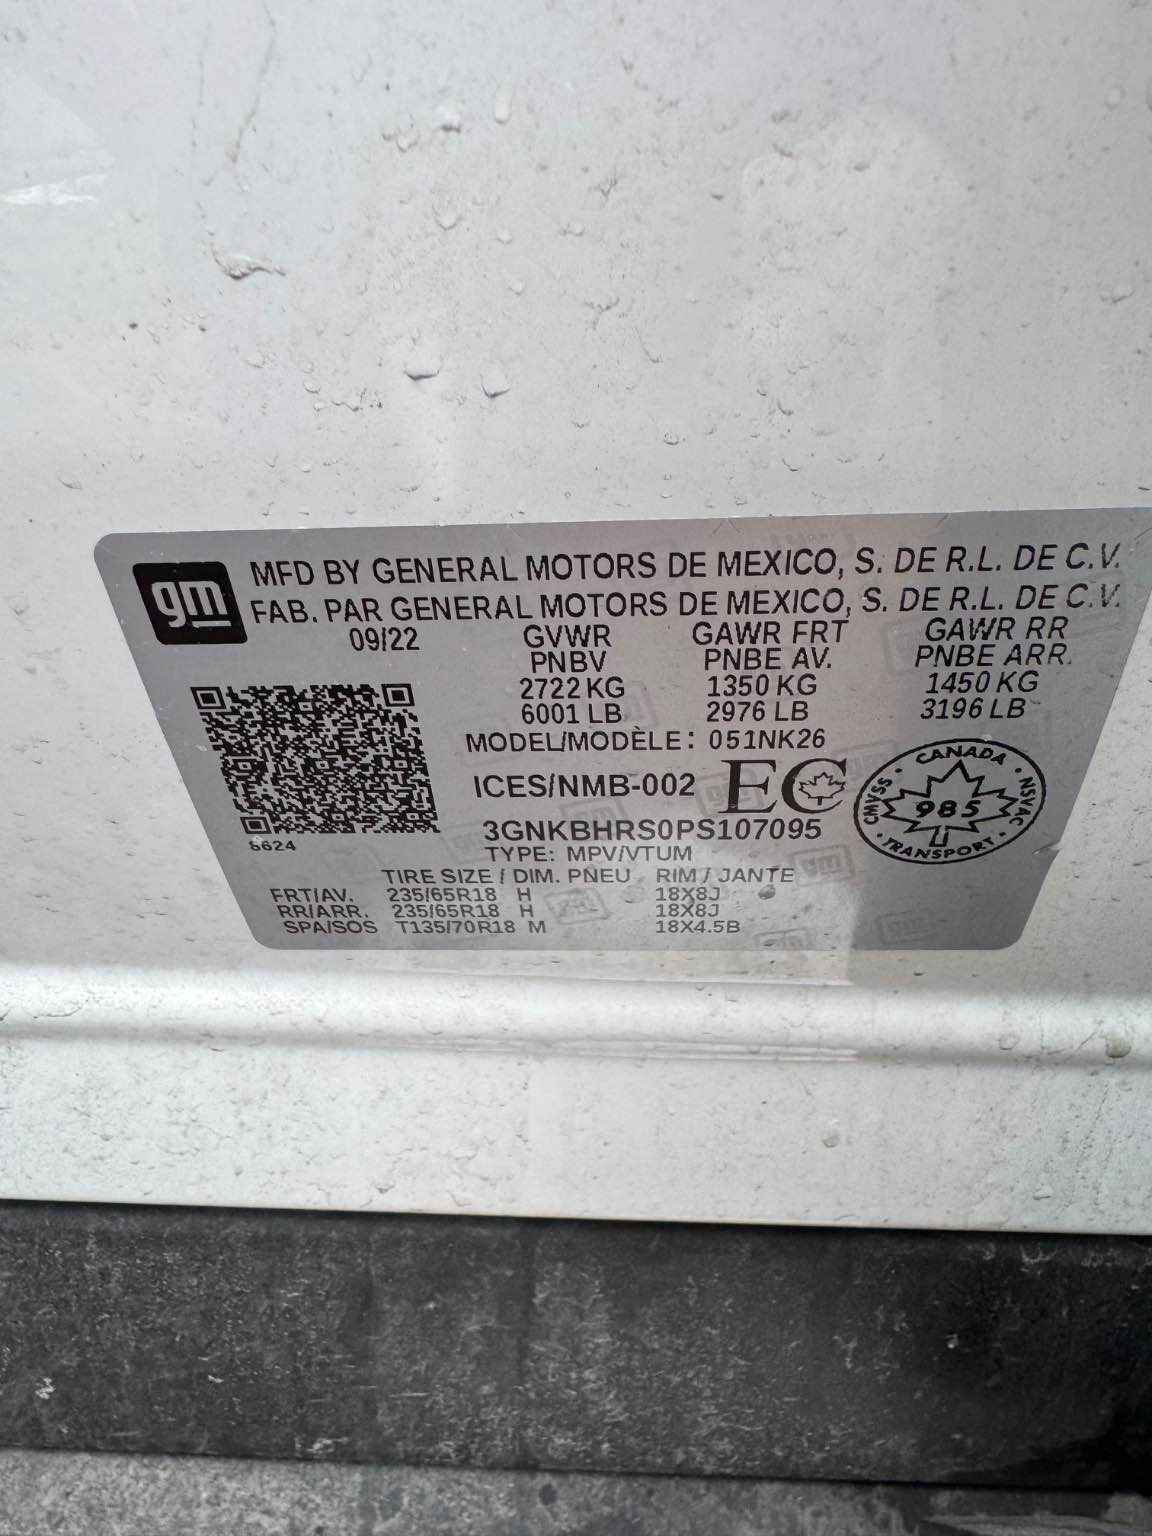 gm
MFD BY GENERAL MOTORS DE MEXICO, S. DE R.L. DE C.V.
FAB. PAR GENERAL MOTORS DE MEXICO, S. DE R.L. DE C.V.
09/22 GVWR GAWR FRT GAWR RR
PNBV PNBE AV. PNBE ARR.
2722 KG 1350 KG 1450 KG
6001 LB 2976 LB 3196 LB
MODEL/MODÈLE: 051NK26
ICES/NMB-002 EC
CANADA
CMVSS 985 NSVAC
TRANSPORT
3GNKBHRS0PS107095
5624
TYPE: MPV/VTUM
TIRE SIZE / DIM. PNEU RIM / JANTE
FRT/AV. 235/65R18 H 18X8J
RR/ARR. 235/65R18 H 18X8J
SPA/SOS T135/70R18 M 18X4.5B